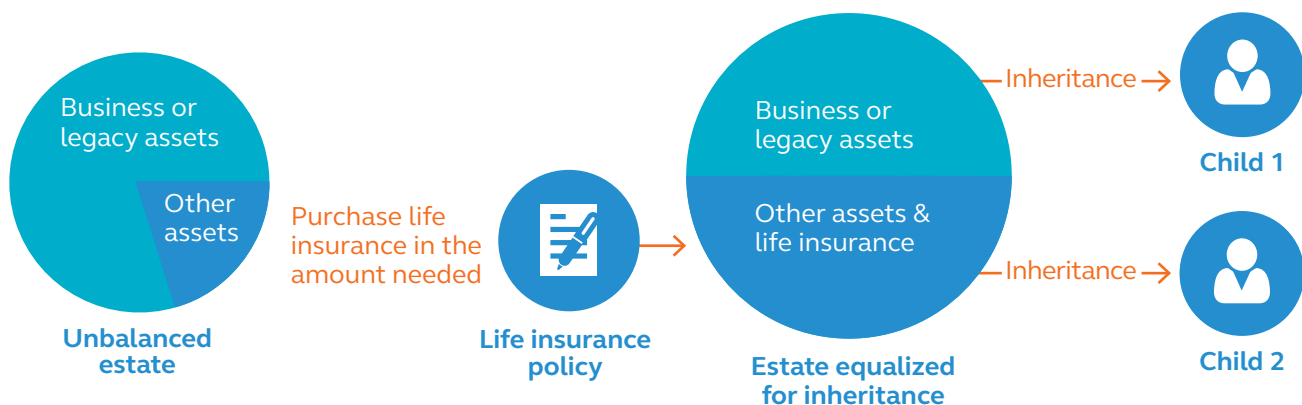 Business or
legacy assets
Other
assets
Unbalanced
estate
Purchase life
insurance in the
amount needed
Life insurance
policy
Business or
legacy assets
Other assets &
life insurance
Estate equalized
for inheritance
Inheritance
Child 1
Inheritance
Child 2